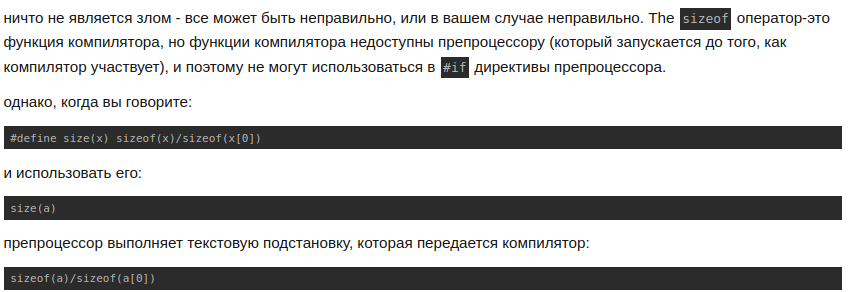 ничто не является злом - все может быть неправильно, или в вашем случае неправильно. The sizeof оператор-это
функция компилятора, но функции компилятора недоступны препроцессору (который запускается до того, как
компилятор участвует), и поэтому не могут использоваться в #if директивы препроцессора.
однако, когда вы говорите:
#define size(x) sizeof(x)/sizeof(x[0])
и использовать его:
size(a)
препроцессор выполняет текстовую подстановку, которая передается компилятор:
sizeof(a)/sizeof(a[0])